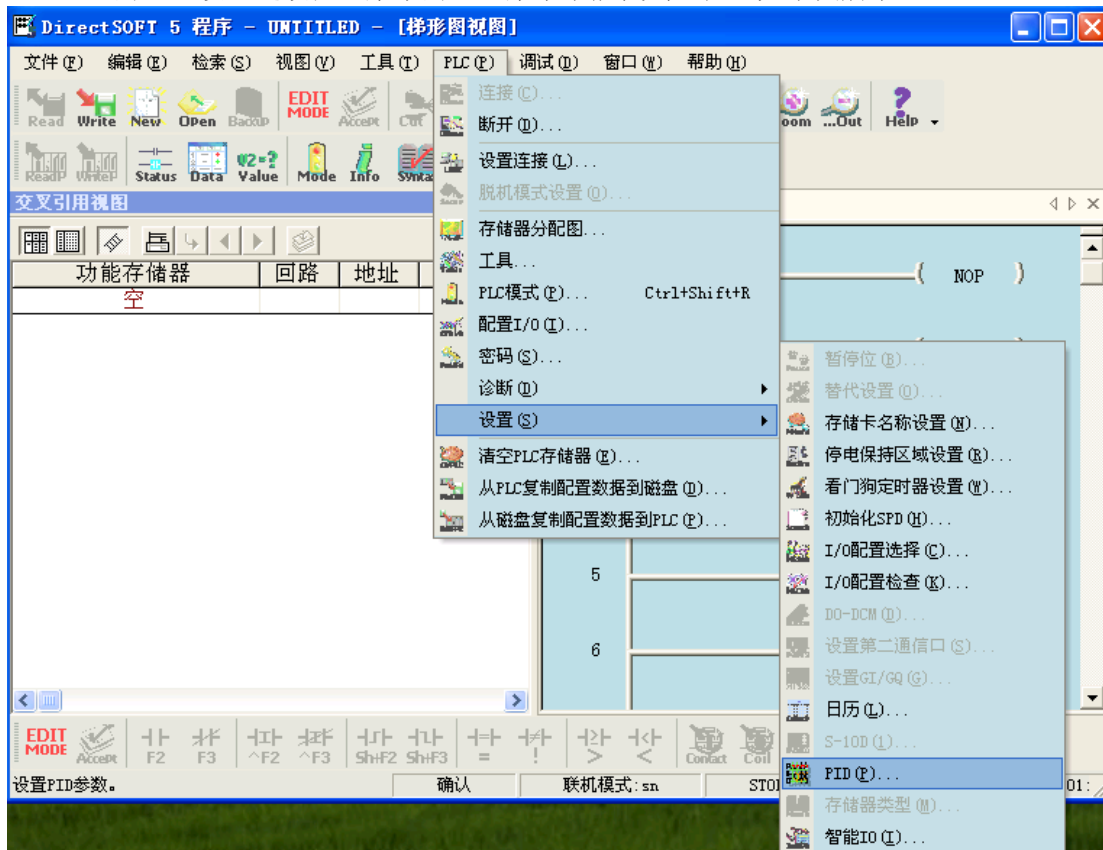 DirectSOFT 5 程序 - UNTITLED - [梯形图视图]
文件(F) 编辑(E) 检索(S) 视图(V) 工具(T) PLC(P) 调试(D) 窗口(W) 帮助(H)
Read Write New Open Backup EDIT MODE Accept Cut oom ...Out Help
ReadP WriteP Status Data Value Mode Info Synta
交叉引用视图
功能存储器 回路 地址
空
连接(C)...
断开(D)...
设置连接(L)...
脱机模式设置(O)...
存储器分配图...
工具...
PLC模式(P)... Ctrl+Shift+R
配置I/O(I)...
密码(S)...
诊断(D)
设置(S)
清空PLC存储器(E)...
从PLC复制配置数据到磁盘(D)...
从磁盘复制配置数据到PLC(P)...
NOP
5
6
暂停位(B)...
替代设置(O)...
存储卡名称设置(N)...
停电保持区域设置(R)...
看门狗定时器设置(W)...
初始化SPD(H)...
I/O配置选择(C)...
I/O配置检查(K)...
DO-DCM(D)...
设置第二通信口(S)...
设置GI/GQ(G)...
日历(L)...
S-10D(1)...
PID(P)...
存储器类型(M)...
智能IO(I)...
EDIT MODE Accept F2 F3 ^F2 ^F3 ShfF2 ShfF3 = ! > < Contact Coil
设置PID参数。 确认 联机模式:sn STO 01: